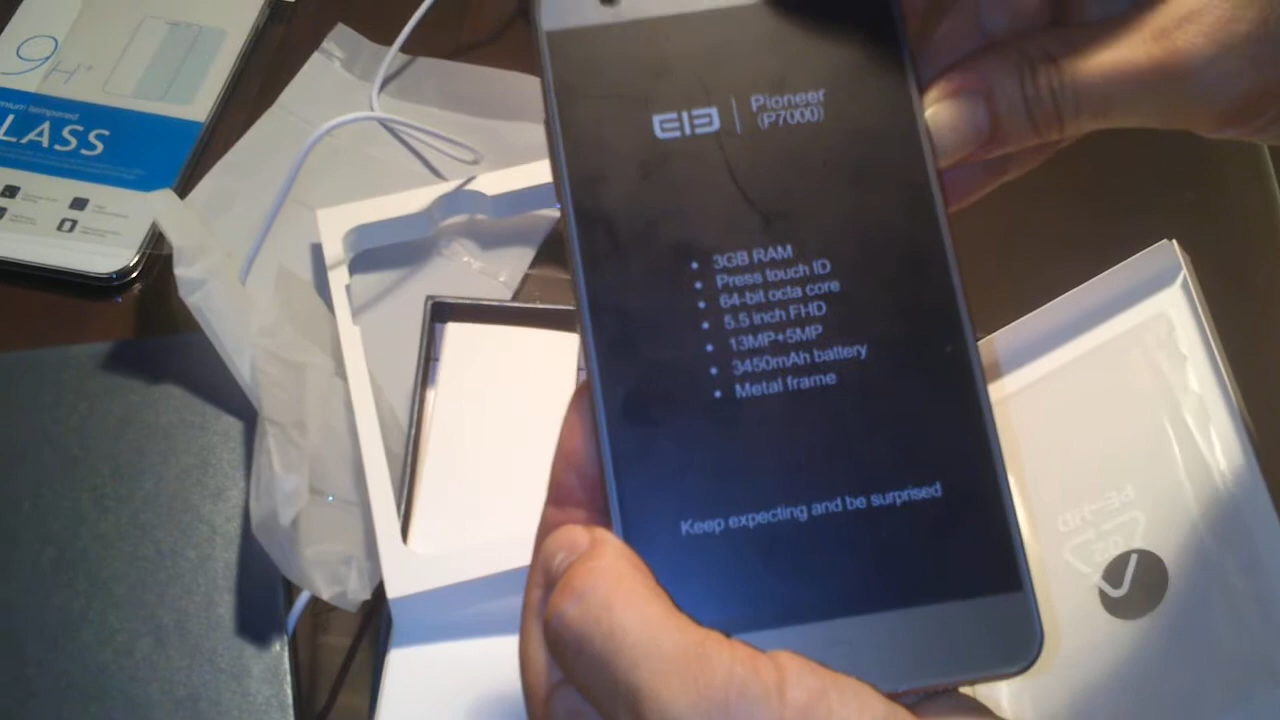 9H+
tempered
LASS
Pioneer
(P7000)
• 3GB RAM
• Press touch ID
• 64-bit octa core
• 5.5 inch FHD
• 13MP+5MP
• 3450mAh battery
• Metal frame
Keep expecting and be surprised